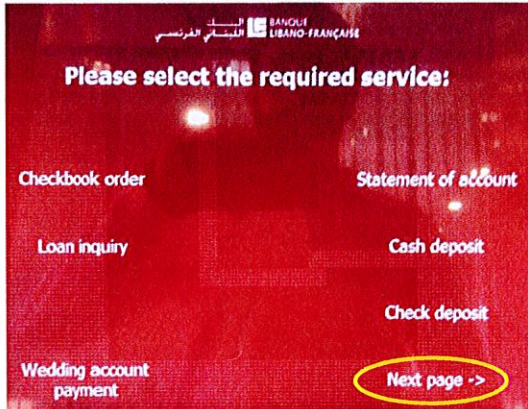 البنك
اللبناني الفرنسي
BANQUE
LIBANO-FRANÇAISE
Please select the required service:
Checkbook order
Statement of account
Loan inquiry
Cash deposit
Check deposit
Wedding account
payment
Next page ->